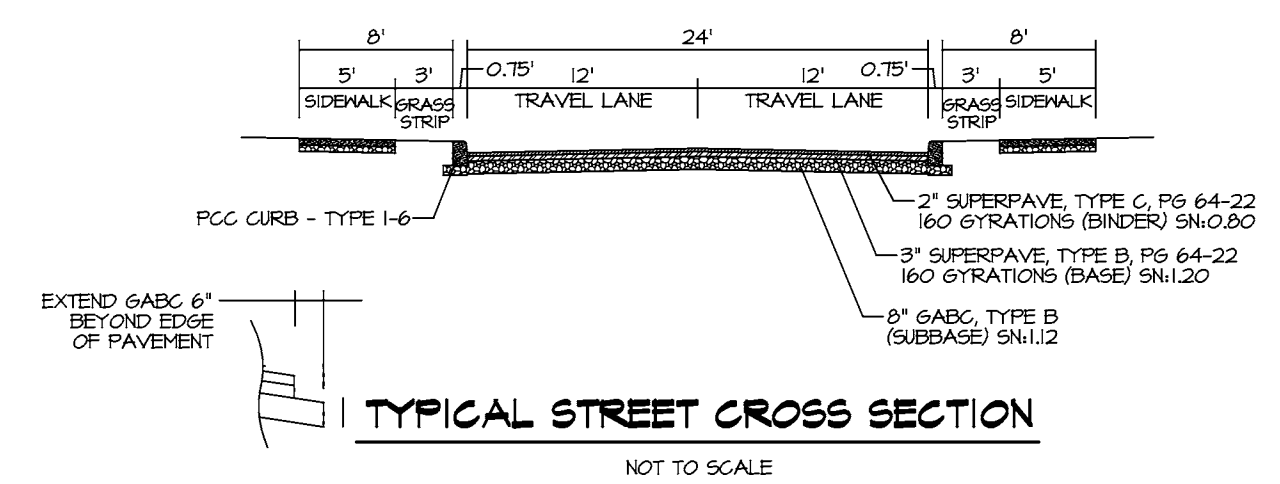 8' 24' 8'
5' 3' 0.75' 12' 12' 0.75' 3' 5'
SIDEWALK GRASS STRIP TRAVEL LANE TRAVEL LANE GRASS STRIP SIDEWALK
PCC CURB - TYPE 1-6
2" SUPERPAVE, TYPE C, PG 64-22
160 GYRATIONS (BINDER) SN:0.80
3" SUPERPAVE, TYPE B, PG 64-22
160 GYRATIONS (BASE) SN:1.20
8" GABC, TYPE B
(SUBBASE) SN:1.12
EXTEND GABC 6"
BEYOND EDGE
OF PAVEMENT
TYPICAL STREET CROSS SECTION
NOT TO SCALE